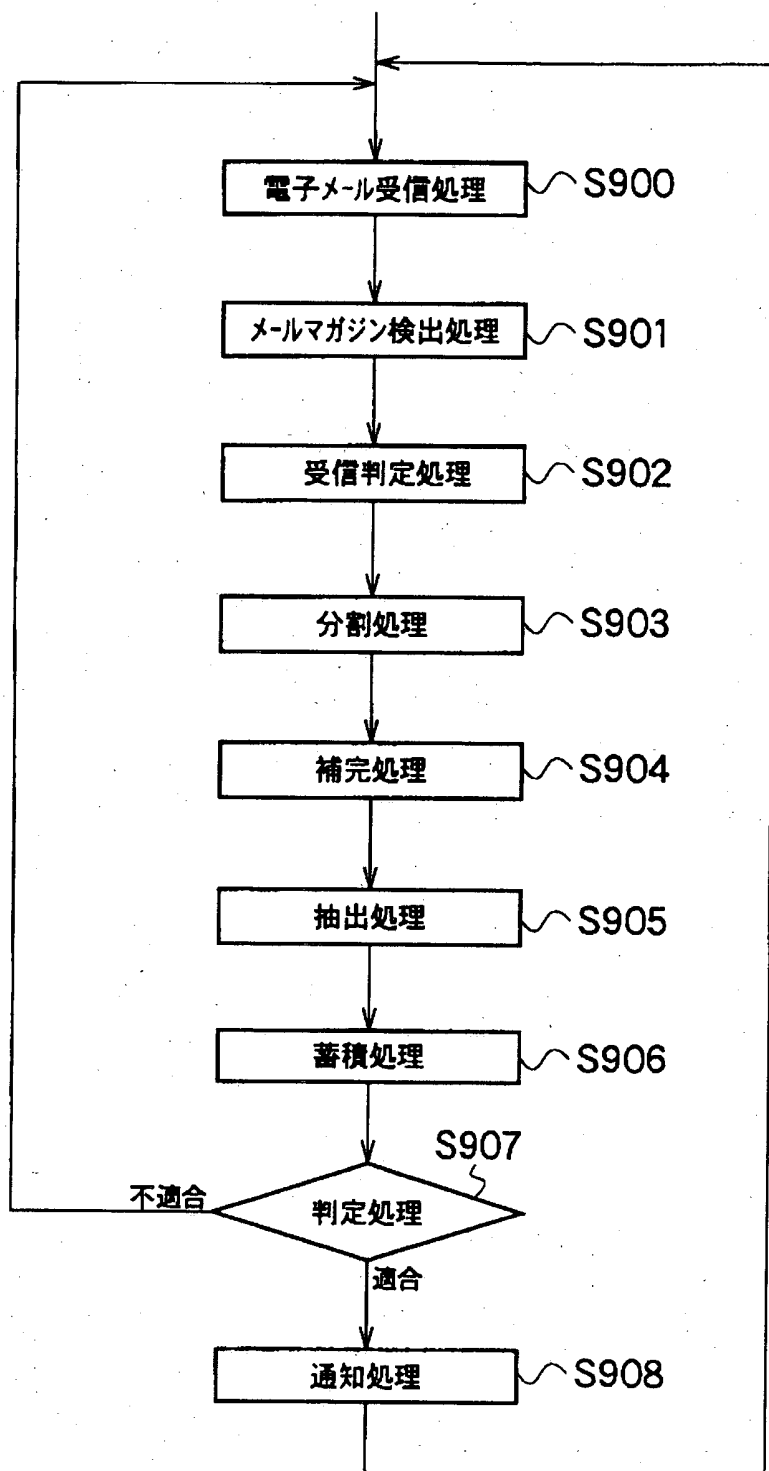 電子メール受信処理 S900
メールマガジン検出処理 S901
受信判定処理 S902
分割処理 S903
補完処理 S904
抽出処理 S905
蓄積処理 S906
S907
不適合
判定処理
適合
通知処理 S908